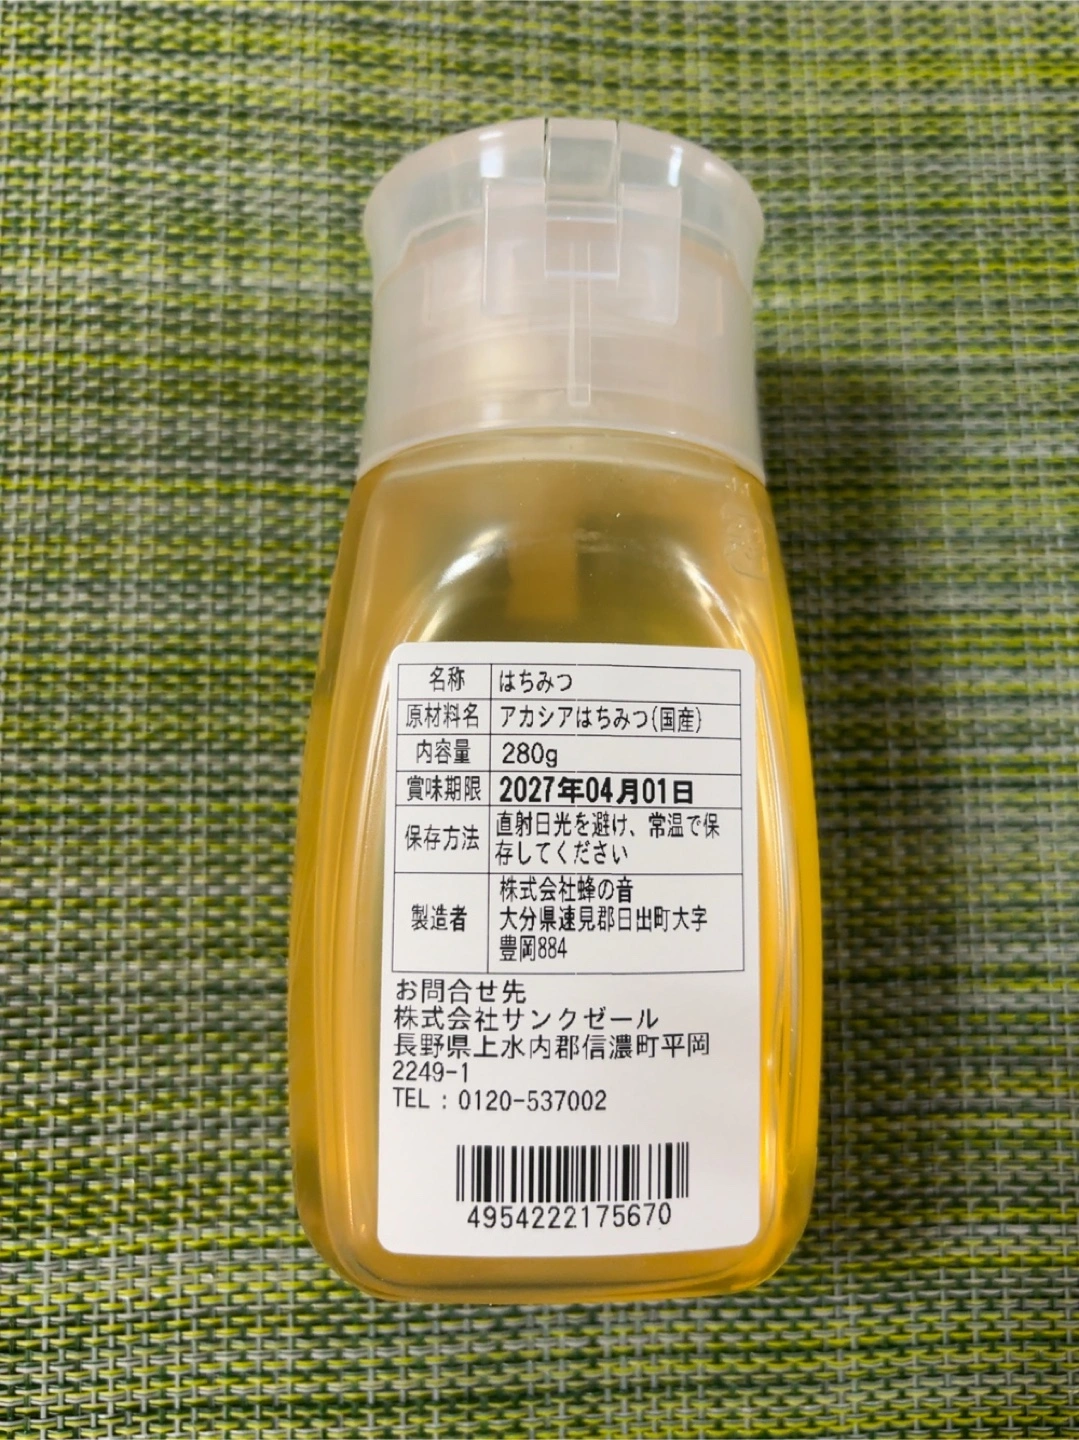 名称 はちみつ
原材料名 アカシアはちみつ(国産)
内容量 280g
賞味期限 2027年04月01日
保存方法 直射日光を避け、常温で保
存してください
製造者 株式会社蜂の音
大分県速見郡日出町大字
豊岡884
お問合せ先
株式会社サンクゼール
長野県上水内郡信濃町平岡
2249-1
TEL : 0120-537002
4954222175670